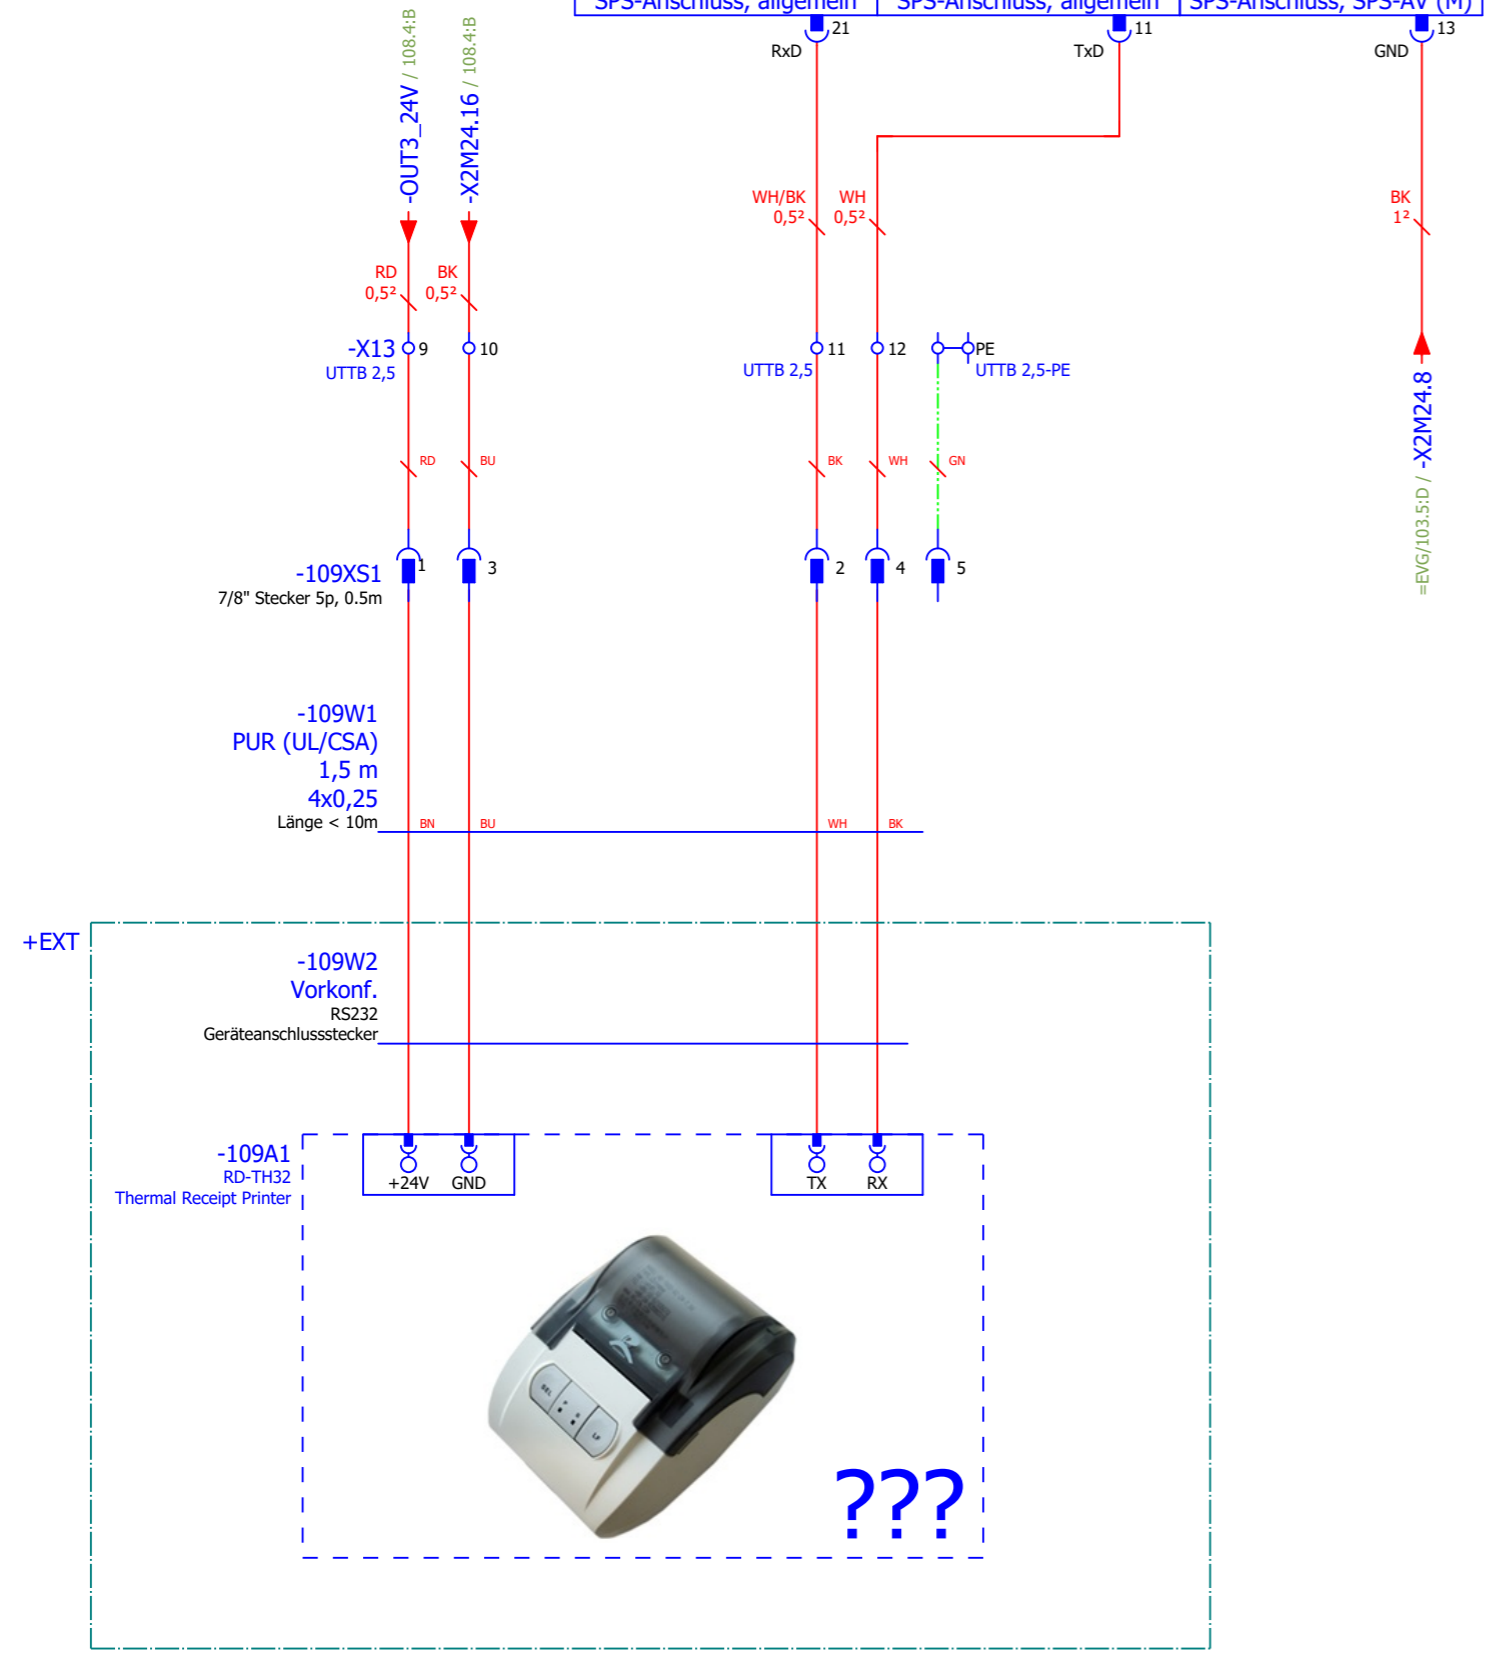 SPS-Anschluss, allgemein
SPS-Anschluss, allgemein
SPS-Anschluss, SPS-AV (M)
21
RxD
11
TxD
13
GND
-OUT3_24V / 108.4:B
-X2M24.16 / 108.4:B
WH/BK
0,5²
WH
0,5²
BK
1²
RD
0,5²
BK
0,5²
-X13
UTTB 2,5
9
10
11
UTTB 2,5
12
PE
UTTB 2,5-PE
=EVG/103.5:D / -X2M24.8
RD
BU
BK
WH
GN
-109XS1
7/8" Stecker 5p, 0.5m
1
3
2
4
5
-109W1
PUR (UL/CSA)
1,5 m
4x0,25
Länge < 10m
BN
BU
WH
BK
+EXT
-109W2
Vorkonf.
RS232
Geräteanschlussstecker
-109A1
RD-TH32
Thermal Receipt Printer
+24V
GND
TX
RX
SEL
P
LF
???